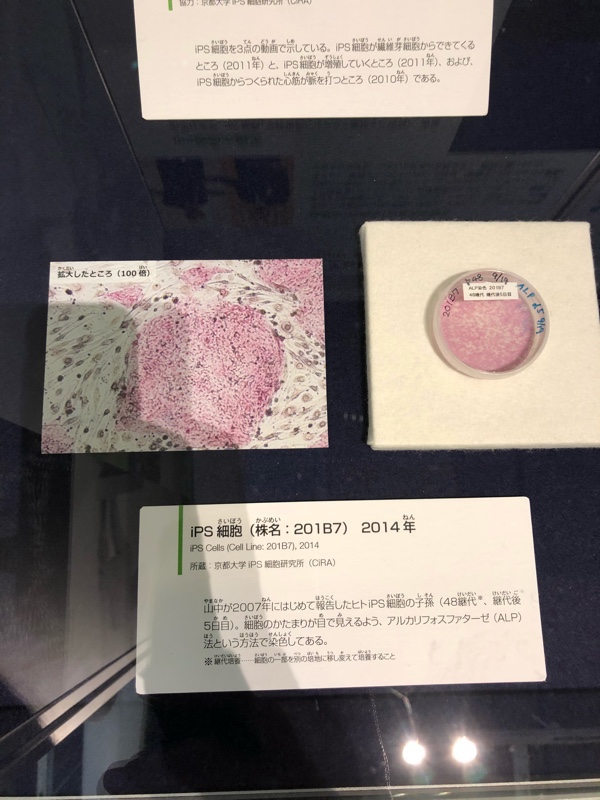 協力：京都大学 iPS 細胞研究所（CiRA）
iPS細胞を3点の動画で示している。iPS細胞が繊維芽細胞からできてくる
ところ（2011年）と、iPS細胞が増殖していくところ（2011年）、および、
iPS細胞からつくられた心筋が脈を打つところ（2010年）である。
拡大したところ（100倍）
201B7 P48 9/19
ALP染色 201B7
48継代 継代後5日目
ALP d5 9/19
iPS 細胞（株名：201B7） 2014 年
iPS Cells (Cell Line: 201B7), 2014
所蔵：京都大学 iPS 細胞研究所（CiRA）
山中が2007年にはじめて報告したヒトiPS細胞の子孫（48継代※、継代後
5日目）。細胞のかたまりが目で見えるよう、アルカリフォスファターゼ（ALP）
法という方法で染色してある。
※ 継代培養……細胞の一部を別の培地に移し変えて培養すること